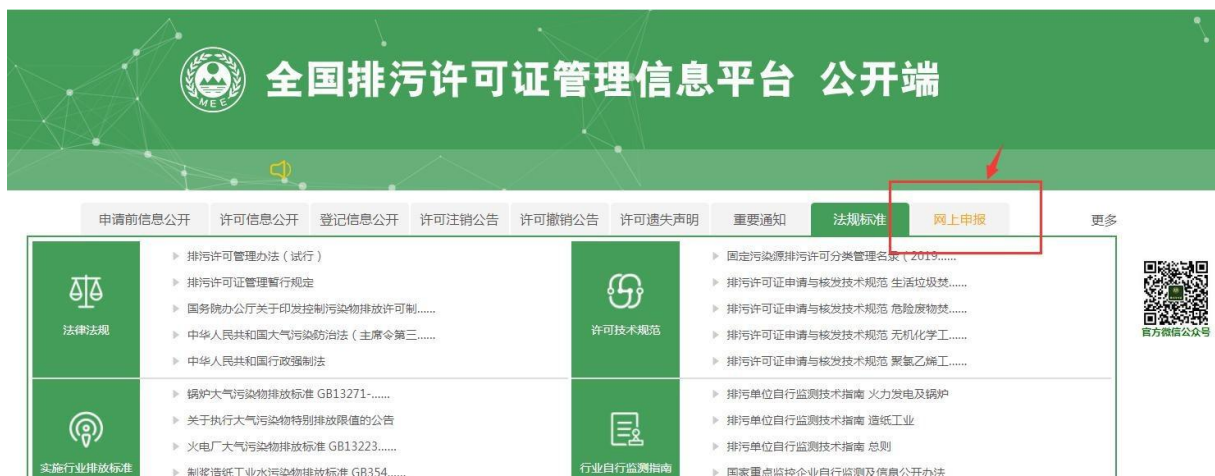 全国排污许可证管理信息平台 公开端
MEE
申请前信息公开 许可信息公开 登记信息公开 许可注销公告 许可撤销公告 许可遗失声明 重要通知 法规标准 网上申报 更多
法律法规
排污许可管理办法（试行）
排污许可证管理暂行规定
国务院办公厅关于印发控制污染物排放许可制......
中华人民共和国大气污染防治法（主席令第三......
中华人民共和国行政强制法
许可技术规范
固定污染源排污许可分类管理名录（2019......
排污许可证申请与核发技术规范 生活垃圾焚......
排污许可证申请与核发技术规范 危险废物焚......
排污许可证申请与核发技术规范 无机化学工......
排污许可证申请与核发技术规范 聚氯乙烯工......
官方微信公众号
实施行业排放标准
锅炉大气污染物排放标准 GB13271-......
关于执行大气污染物特别排放限值的公告
火电厂大气污染物排放标准 GB13223......
制浆造纸工业水污染物排放标准 GB354......
行业自行监测指南
排污单位自行监测技术指南 火力发电及锅炉
排污单位自行监测技术指南 造纸工业
排污单位自行监测技术指南 总则
国家重点监控企业自行监测及信息公开办法